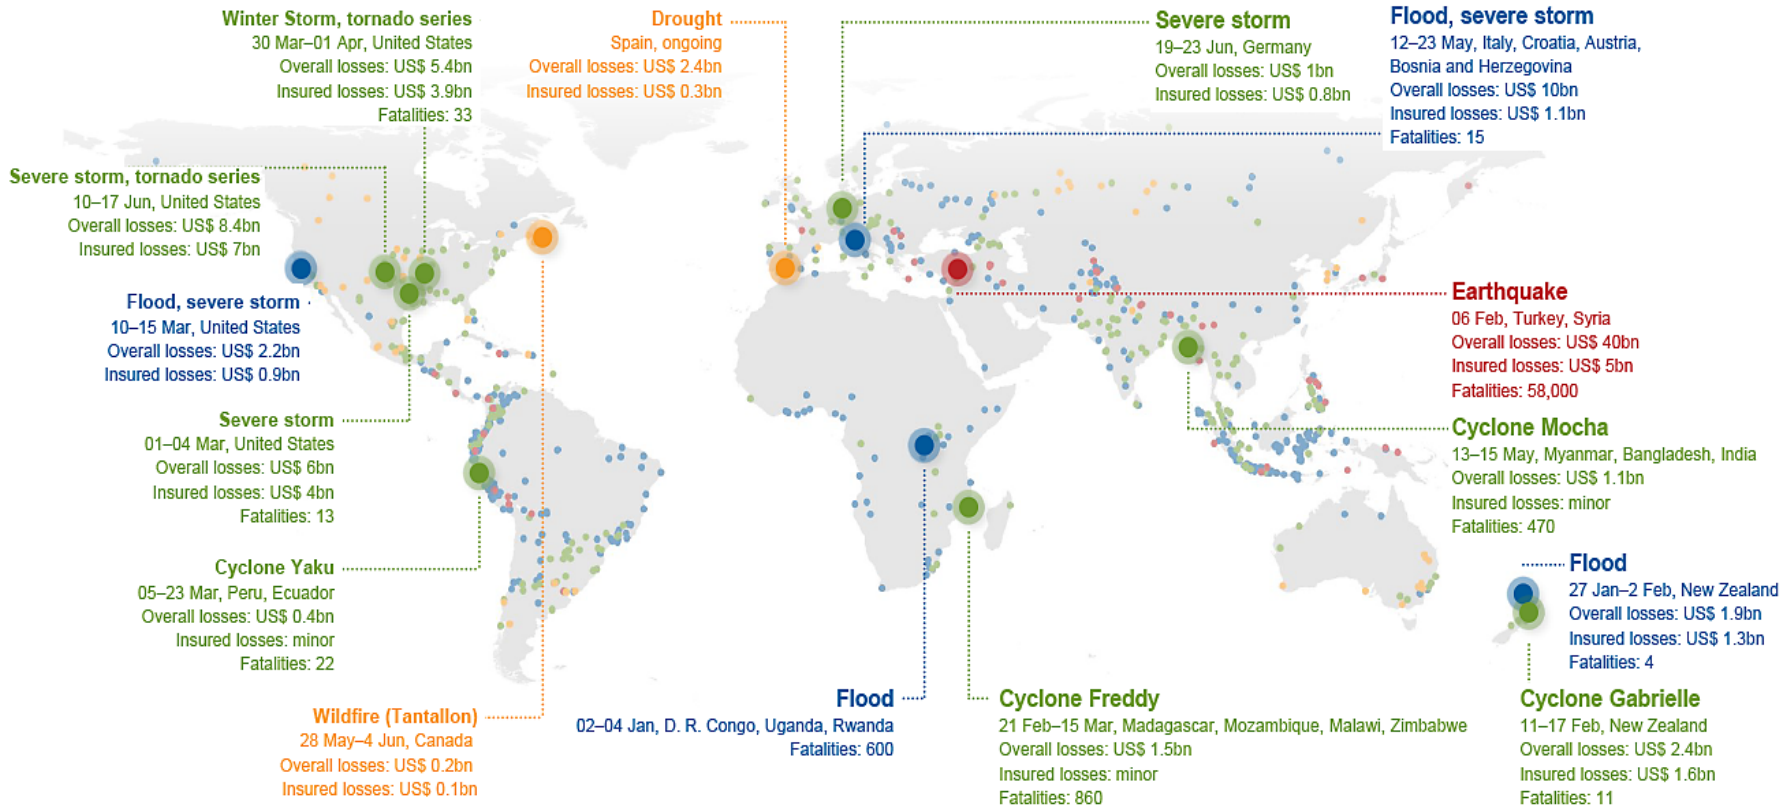 Winter Storm, tornado series
30 Mar–01 Apr, United States
Overall losses: US$ 5.4bn
Insured losses: US$ 3.9bn
Fatalities: 33
Drought
Spain, ongoing
Overall losses: US$ 2.4bn
Insured losses: US$ 0.3bn
Severe storm
19–23 Jun, Germany
Overall losses: US$ 1bn
Insured losses: US$ 0.8bn
Flood, severe storm
12–23 May, Italy, Croatia, Austria,
Bosnia and Herzegovina
Overall losses: US$ 10bn
Insured losses: US$ 1.1bn
Fatalities: 15
Severe storm, tornado series
10–17 Jun, United States
Overall losses: US$ 8.4bn
Insured losses: US$ 7bn
Flood, severe storm
10–15 Mar, United States
Overall losses: US$ 2.2bn
Insured losses: US$ 0.9bn
Earthquake
06 Feb, Turkey, Syria
Overall losses: US$ 40bn
Insured losses: US$ 5bn
Fatalities: 58,000
Severe storm
01–04 Mar, United States
Overall losses: US$ 6bn
Insured losses: US$ 4bn
Fatalities: 13
Cyclone Mocha
13–15 May, Myanmar, Bangladesh, India
Overall losses: US$ 1.1bn
Insured losses: minor
Fatalities: 470
Cyclone Yaku
05–23 Mar, Peru, Ecuador
Overall losses: US$ 0.4bn
Insured losses: minor
Fatalities: 22
Flood
27 Jan–2 Feb, New Zealand
Overall losses: US$ 1.9bn
Insured losses: US$ 1.3bn
Fatalities: 4
Wildfire (Tantallon)
28 May–4 Jun, Canada
Overall losses: US$ 0.2bn
Insured losses: US$ 0.1bn
Flood
02–04 Jan, D. R. Congo, Uganda, Rwanda
Fatalities: 600
Cyclone Freddy
21 Feb–15 Mar, Madagascar, Mozambique, Malawi, Zimbabwe
Overall losses: US$ 1.5bn
Insured losses: minor
Fatalities: 860
Cyclone Gabrielle
11–17 Feb, New Zealand
Overall losses: US$ 2.4bn
Insured losses: US$ 1.6bn
Fatalities: 11